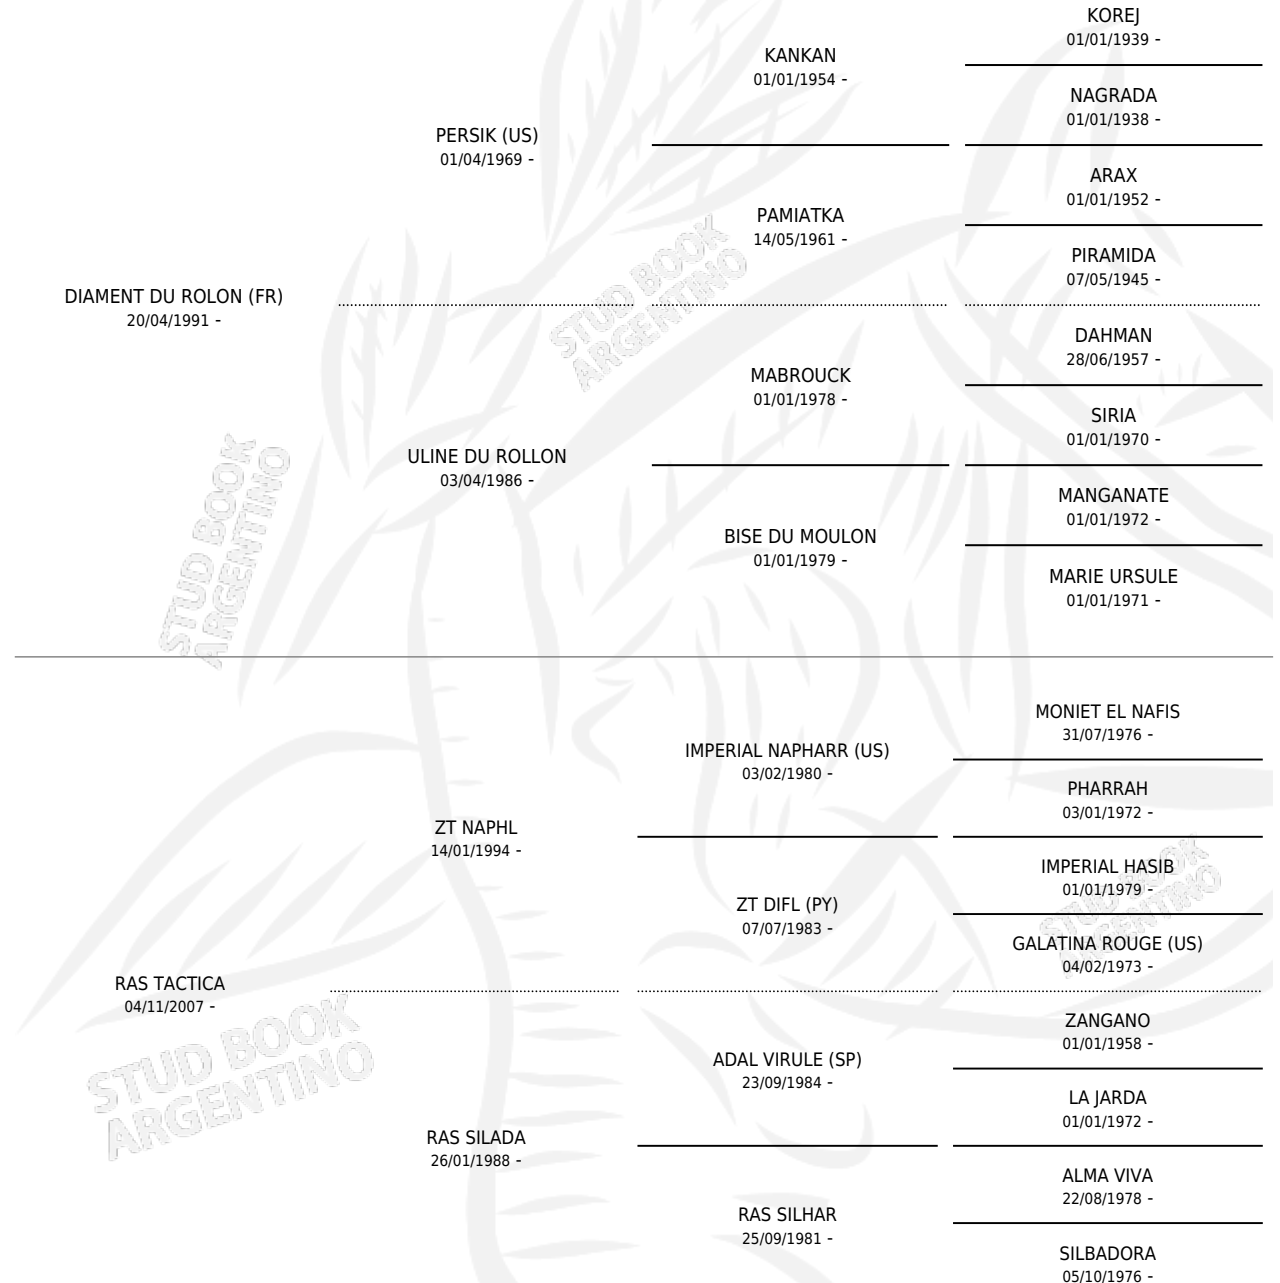 KOREJ
01/01/1939 -
KANKAN
01/01/1954 -
NAGRADA
01/01/1938 -
PERSIK (US)
01/04/1969 -
ARAX
01/01/1952 -
PAMIATKA
14/05/1961 -
PIRAMIDA
07/05/1945 -
DIAMENT DU ROLON (FR)
20/04/1991 -
STUD BOOK
ARGENTINO
DAHMAN
28/06/1957 -
MABROUCK
01/01/1978 -
SIRIA
01/01/1970 -
ULINE DU ROLLON
03/04/1986 -
STUD BOOK
ARGENTINO
MANGANATE
01/01/1972 -
BISE DU MOULON
01/01/1979 -
MARIE URSULE
01/01/1971 -
MONIET EL NAFIS
31/07/1976 -
IMPERIAL NAPHARR (US)
03/02/1980 -
PHARRAH
03/01/1972 -
ZT NAPHL
14/01/1994 -
IMPERIAL HASIB
01/01/1979 -
STUD BOOK
ARGENTINO
ZT DIFL (PY)
07/07/1983 -
GALATINA ROUGE (US)
04/02/1973 -
RAS TACTICA
04/11/2007 -
STUD BOOK
ARGENTINO
ZANGANO
01/01/1958 -
ADAL VIRULE (SP)
23/09/1984 -
LA JARDA
01/01/1972 -
RAS SILADA
26/01/1988 -
ALMA VIVA
22/08/1978 -
RAS SILHAR
25/09/1981 -
SILBADORA
05/10/1976 -